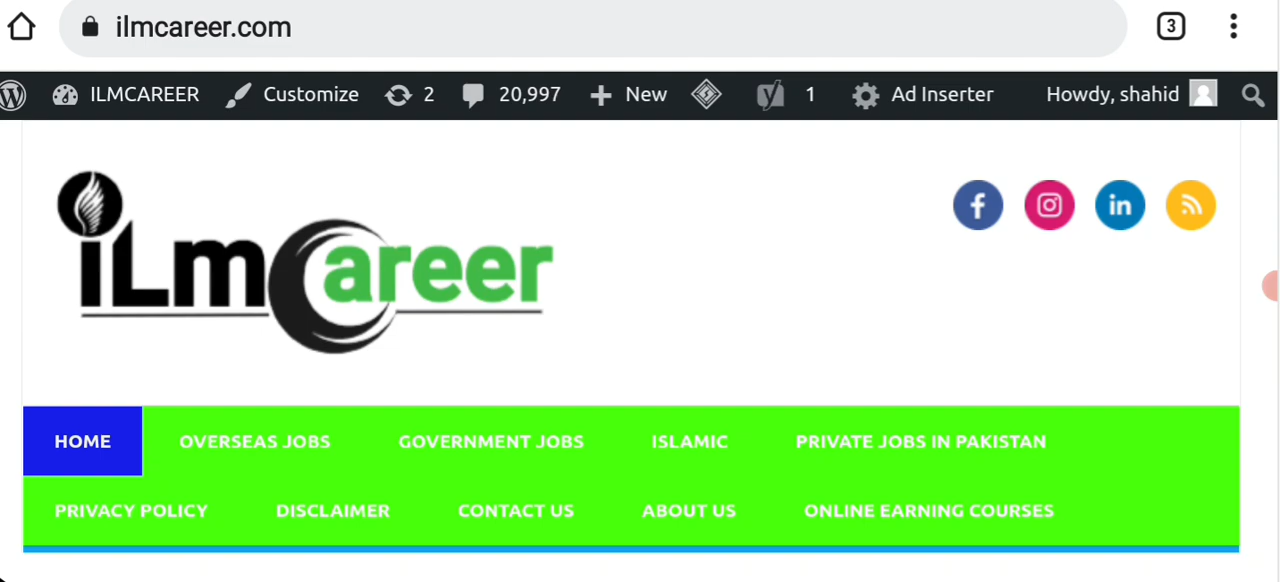 ilmcareer.com
3
ILMCAREER Customize 2 20,997 New 1 Ad Inserter Howdy, shahid
iLmCareer
HOME OVERSEAS JOBS GOVERNMENT JOBS ISLAMIC PRIVATE JOBS IN PAKISTAN
PRIVACY POLICY DISCLAIMER CONTACT US ABOUT US ONLINE EARNING COURSES